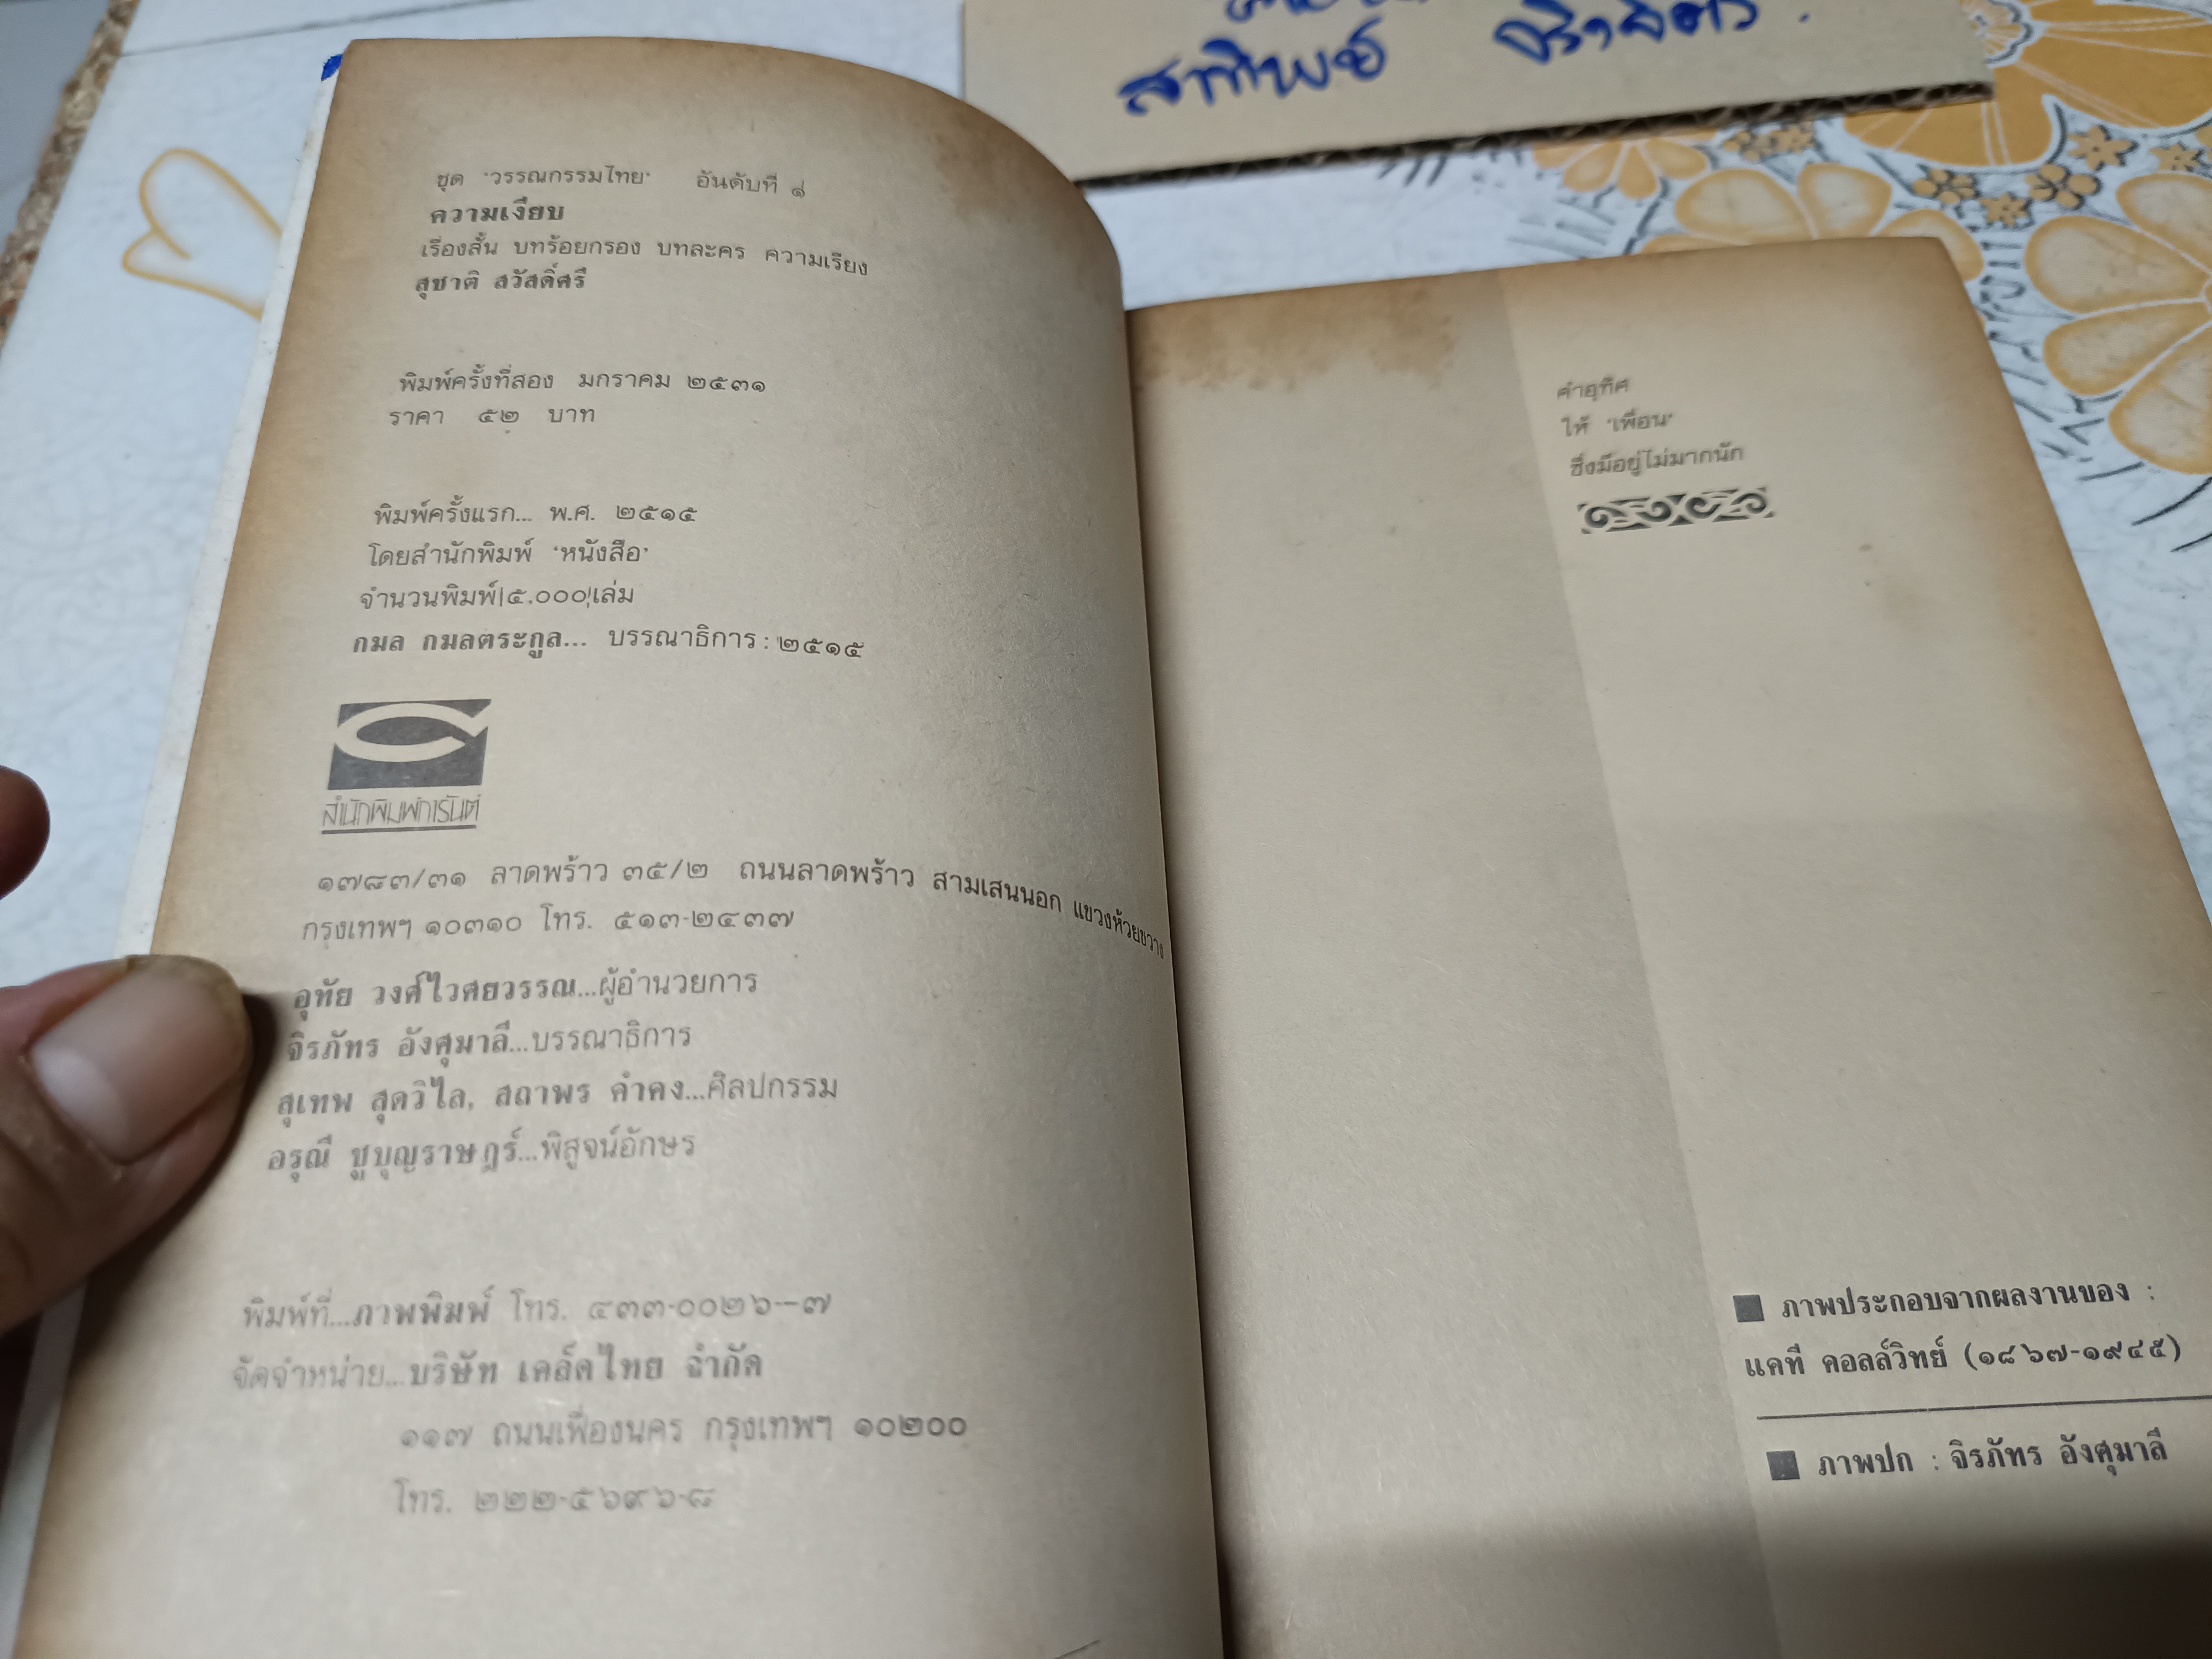 สาทิพย์
ชุด "วรรณกรรมไทย" อันดับที่ ๑
ความเงียบ
เรื่องสั้น บทร้อยกรอง บทละคร ความเรียง
สุชาติ สวัสดิ์ศรี
พิมพ์ครั้งที่สอง มกราคม ๒๕๓๑
ราคา ๕๒ บาท
พิมพ์ครั้งแรก... พ.ศ. ๒๕๑๕
โดยสำนักพิมพ์ "หนังสือ"
จำนวนพิมพ์ ๕,๐๐๐ เล่ม
กมล กมลตระกูล... บรรณาธิการ : ๒๕๑๕
สำนักพิมพ์การันต์
๑๗๘๓/๓๑ ลาดพร้าว ๓๕/๒ ถนนลาดพร้าว สามเสนนอก แขวงห้วยขวาง
กรุงเทพฯ ๑๐๓๑๐ โทร. ๕๑๓-๒๔๓๗
อุทัย วงศ์ไวศยวรรณ...ผู้อำนวยการ
จิรภัทร อังศุมาลี...บรรณาธิการ
สุเทพ สุดวิไล, สถาพร คำคง...ศิลปกรรม
อรุณี ชูบุญราษฎร์...พิสูจน์อักษร
พิมพ์ที่...ภาพพิมพ์ โทร. ๔๓๓-๐๐๒๖-๗
จัดจำหน่าย...บริษัท เคล็ดไทย จำกัด
๑๑๗ ถนนเฟื่องนคร กรุงเทพฯ ๑๐๒๐๐
โทร. ๒๒๒-๕๖๙๖-๘
คำอุทิศ
ให้ "เพื่อน"
ซึ่งมีอยู่ไม่มากนัก
ภาพประกอบจากผลงานของ :
แคที คอลล์วิทย์ (๑๘๖๗-๑๙๔๕)
ภาพปก : จิรภัทร อังศุมาลี